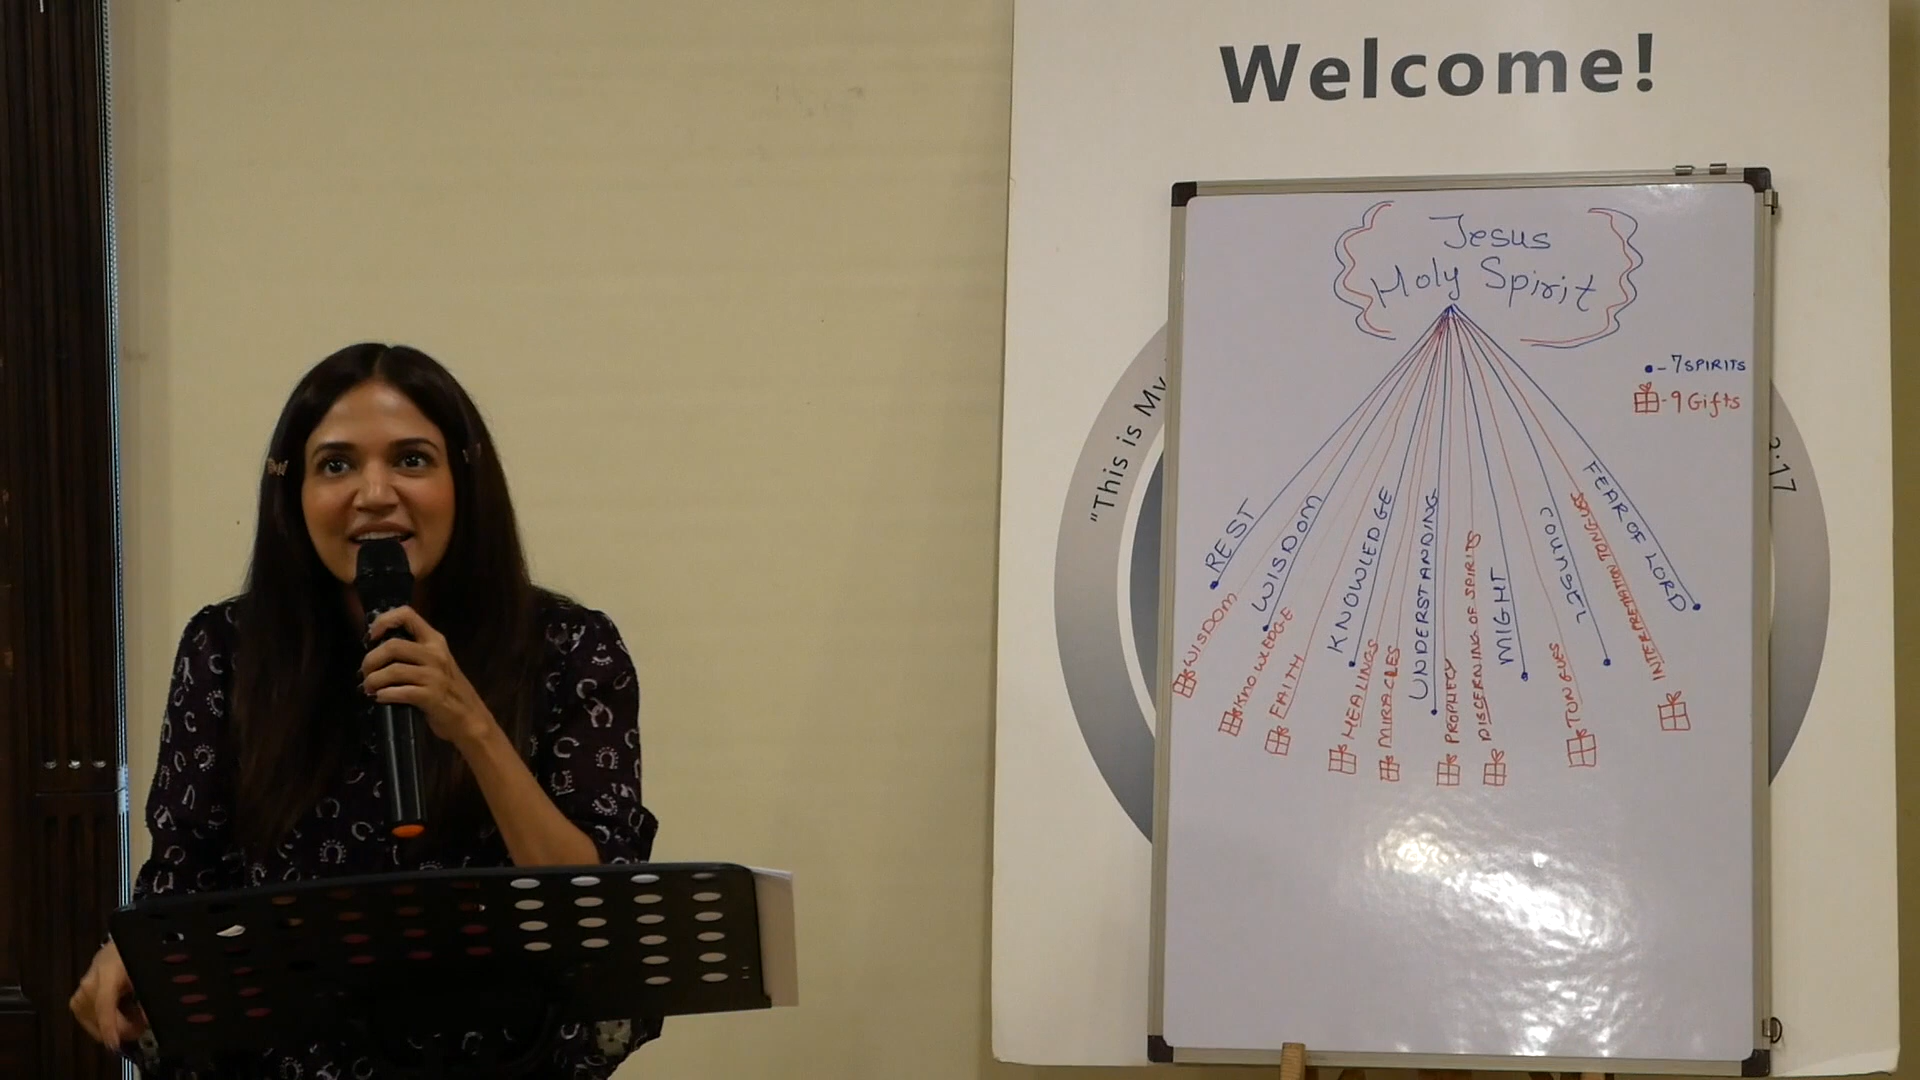 Welcome!
"This is My
3:17
Jesus
Holy Spirit
- 7 SPIRITS
- 9 Gifts
REST
WISDOM
WISDOM
KNOWLEDGE
FAITH
KNOWLEDGE
HEALINGS
MIRACLES
UNDERSTANDING
PROPHECY
DISCERNING OF SPIRITS
MIGHT
TONGUES
COUNSEL
INTERPRETATION TONGUES
FEAR OF LORD